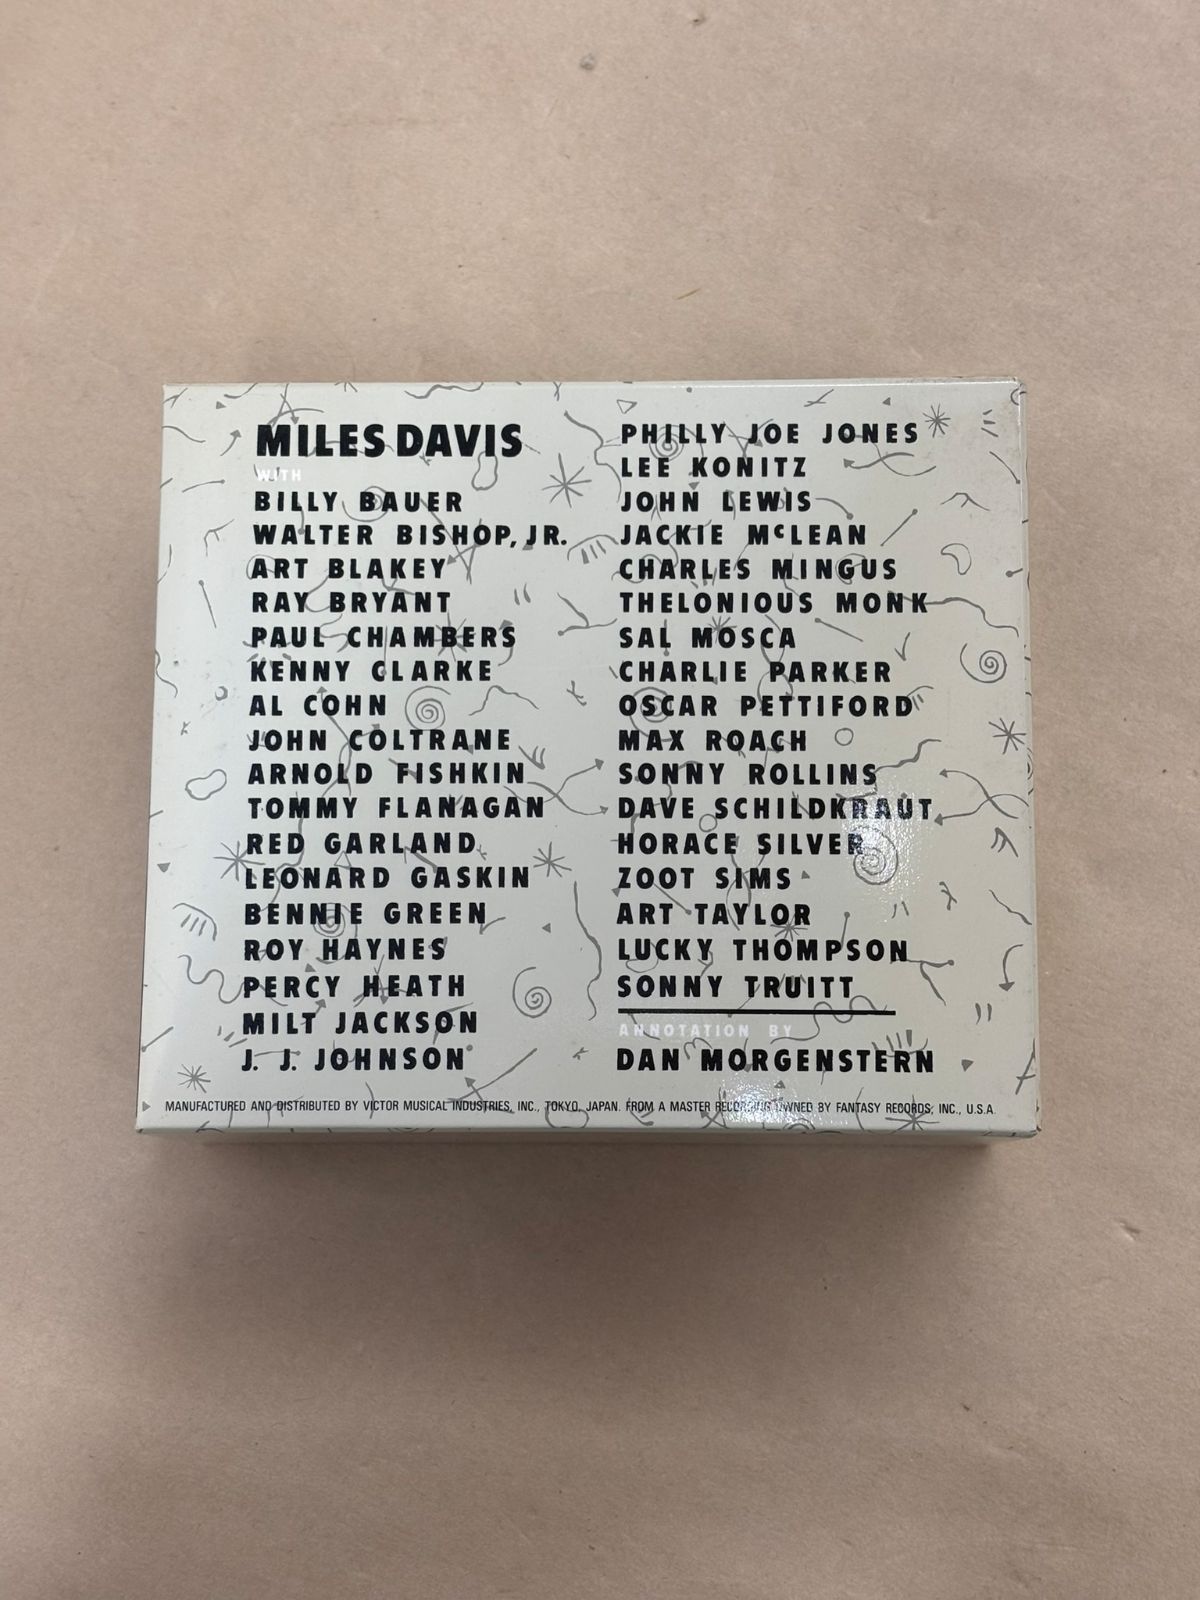 MILES DAVIS
WITH
BILLY BAUER
WALTER BISHOP, JR.
ART BLAKEY
RAY BRYANT
PAUL CHAMBERS
KENNY CLARKE
AL COHN
JOHN COLTRANE
ARNOLD FISHKIN
TOMMY FLANAGAN
RED GARLAND
LEONARD GASKIN
BENNIE GREEN
ROY HAYNES
PERCY HEATH
MILT JACKSON
J. J. JOHNSON
PHILLY JOE JONES
LEE KONITZ
JOHN LEWIS
JACKIE McLEAN
CHARLES MINGUS
THELONIOUS MONK
SAL MOSCA
CHARLIE PARKER
OSCAR PETTIFORD
MAX ROACH
SONNY ROLLINS
DAVE SCHILDKRAUT
HORACE SILVER
ZOOT SIMS
ART TAYLOR
LUCKY THOMPSON
SONNY TRUITT
ANNOTATION BY
DAN MORGENSTERN
MANUFACTURED AND DISTRIBUTED BY VICTOR MUSICAL INDUSTRIES, INC., TOKYO, JAPAN. FROM A MASTER RECORDING OWNED BY FANTASY RECORDS, INC., U.S.A.